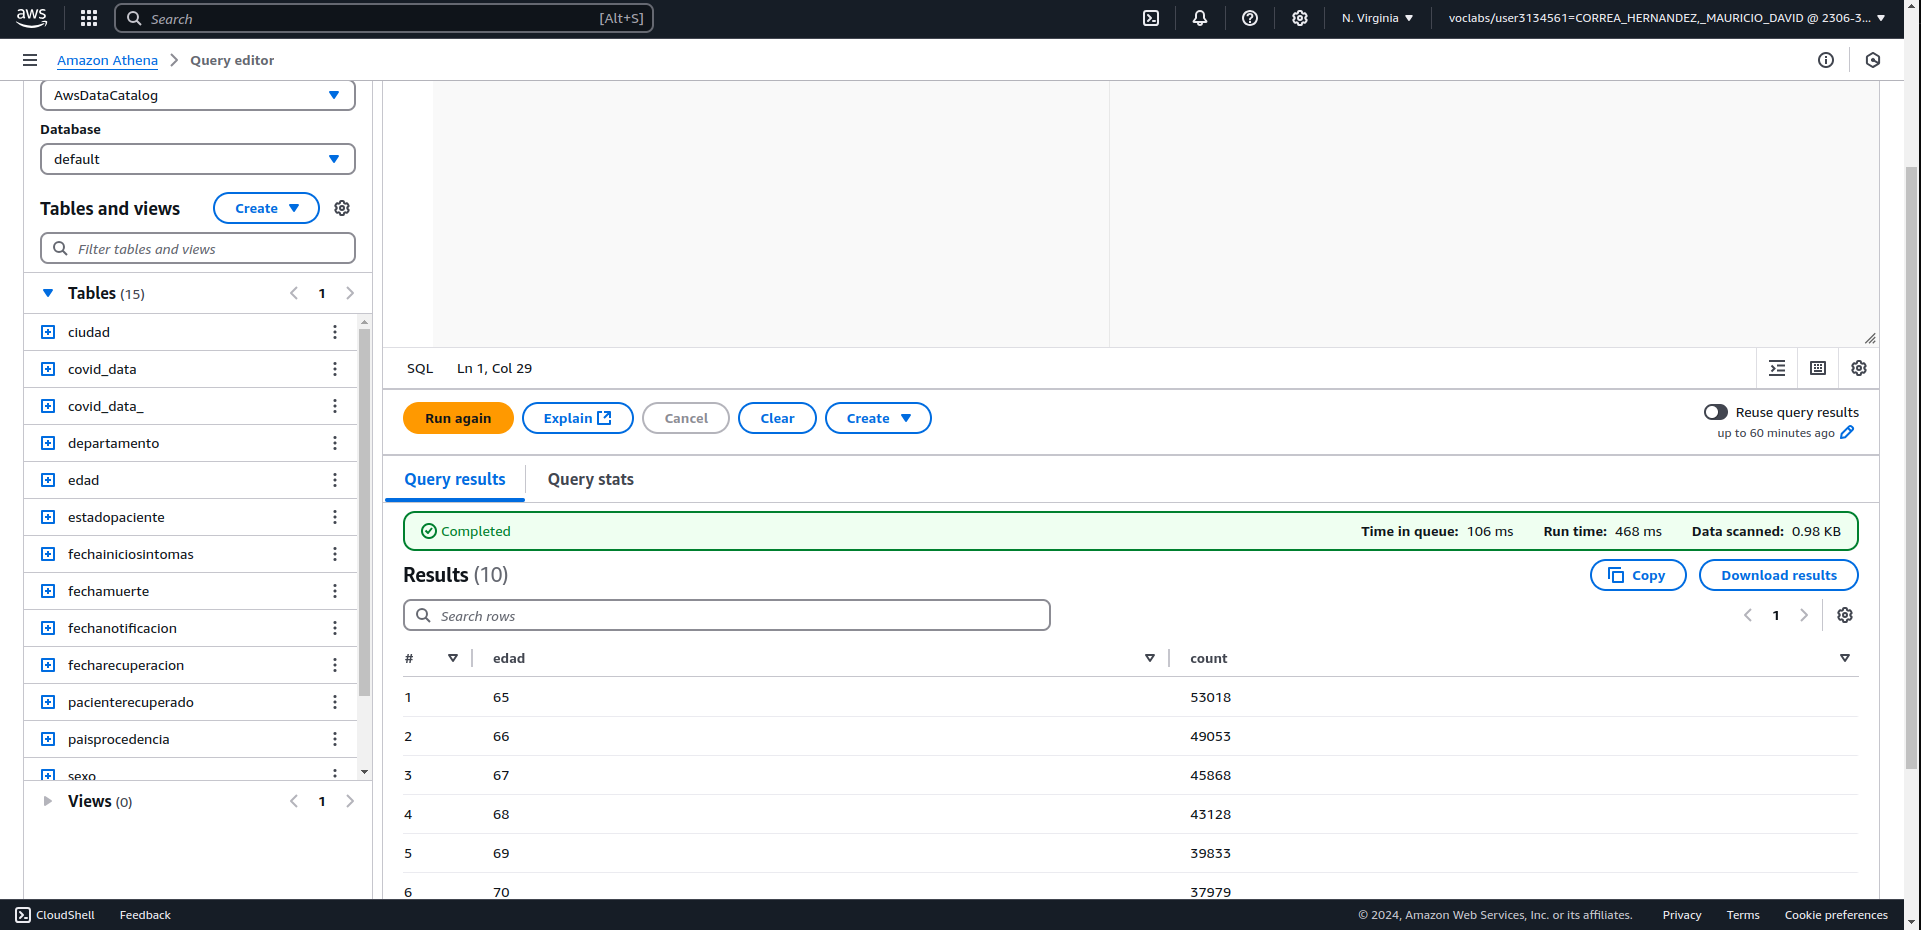 aws
Search [Alt+S]
N. Virginia
voclabs/user3134561=CORREA_HERNANDEZ,_MAURICIO_DAVID @ 2306-3...
Amazon Athena Query editor
AwsDataCatalog
Database
default
Tables and views Create
Filter tables and views
Tables (15) 1
ciudad
covid_data
covid_data_
departamento
edad
estadopaciente
fechainiciosintomas
fechamuerte
fechanotificacion
fecharecuperacion
pacienterecuperado
paisprocedencia
sexo
Views (0) 1
SQL Ln 1, Col 29
Run again Explain Cancel Clear Create
Reuse query results
up to 60 minutes ago
Query results Query stats
Completed Time in queue: 106 ms Run time: 468 ms Data scanned: 0.98 KB
Results (10) Copy Download results
Search rows 1
# edad count
1 65 53018
2 66 49053
3 67 45868
4 68 43128
5 69 39833
6 70 37979
CloudShell Feedback © 2024, Amazon Web Services, Inc. or its affiliates. Privacy Terms Cookie preferences